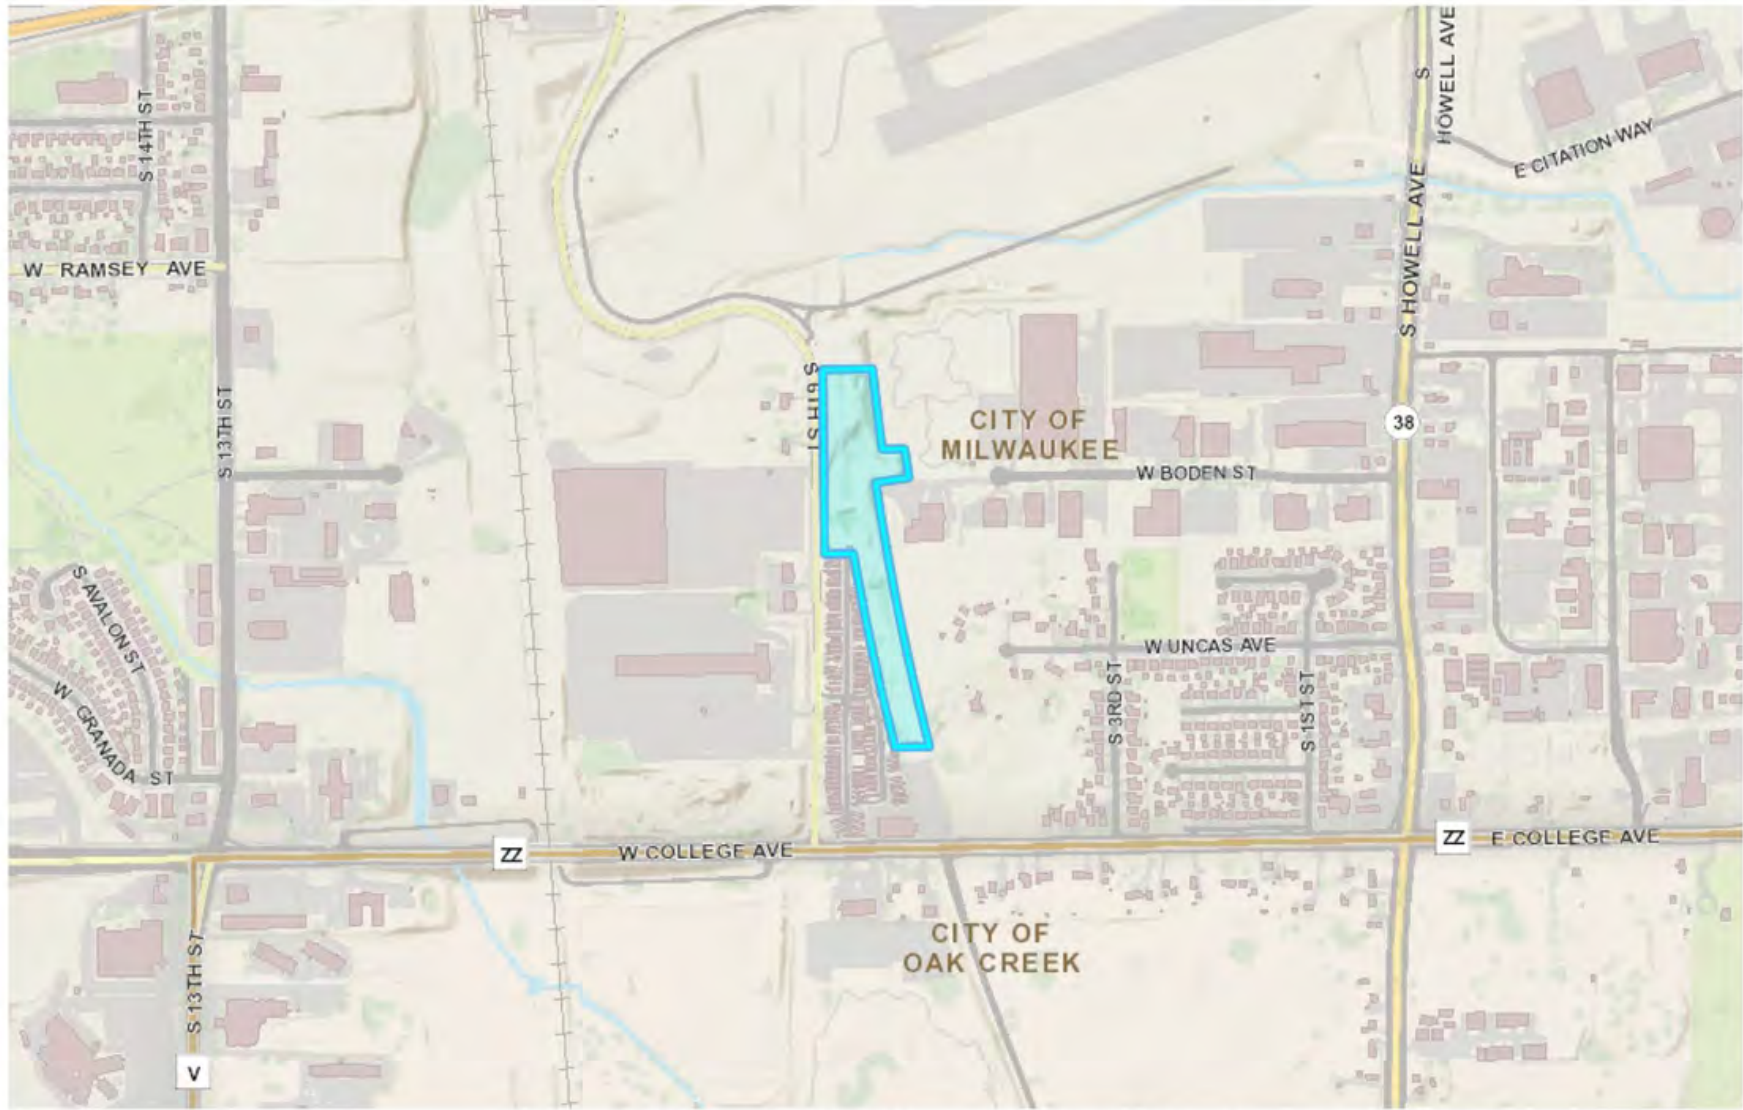 S
HOWELL AVE
S 14TH ST
E CITATION WAY
W RAMSEY AVE
S HOWELL AVE
S 6TH ST
S 13TH ST
CITY OF
MILWAUKEE
38
W BODEN ST
S AVALON ST
W UNCAS AVE
W GRANADA ST
S 3RD ST
S 1ST ST
ZZ
W COLLEGE AVE
ZZ
E COLLEGE AVE
CITY OF
OAK CREEK
S 13TH ST
V